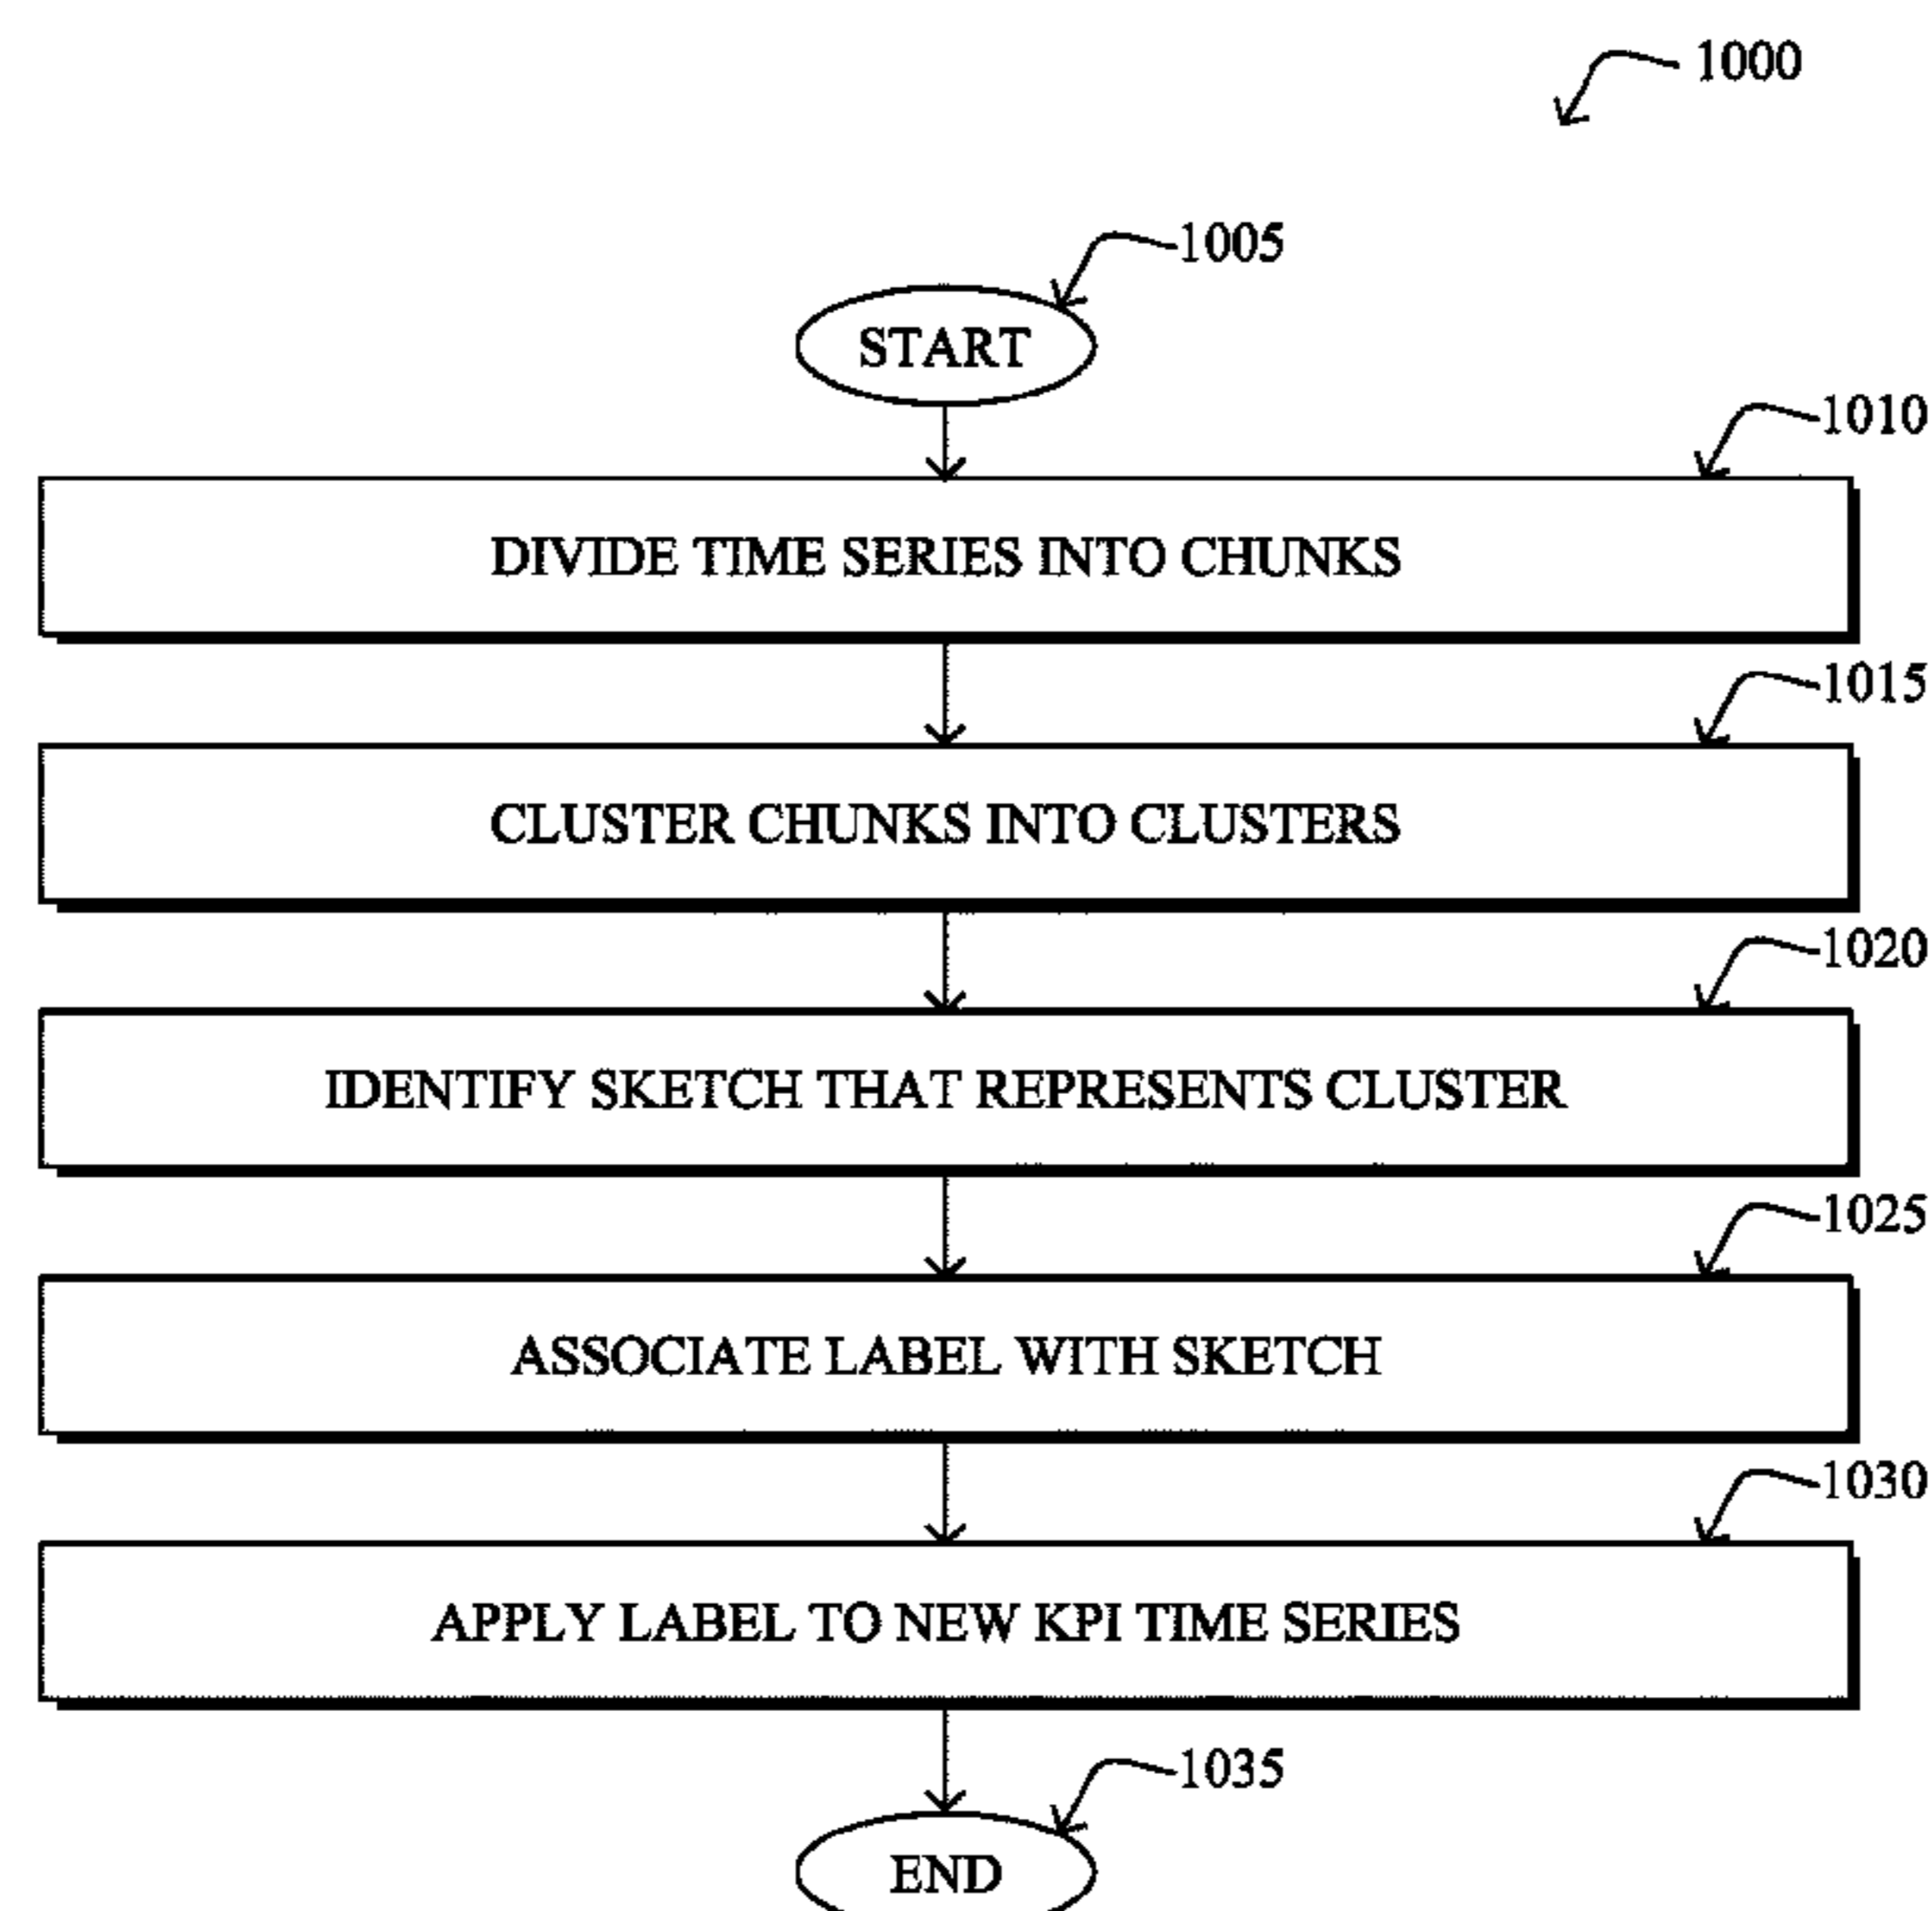 1000
1005
START
1010
DIVIDE TIME SERIES INTO CHUNKS
1015
CLUSTER CHUNKS INTO CLUSTERS
1020
IDENTIFY SKETCH THAT REPRESENTS CLUSTER
1025
ASSOCIATE LABEL WITH SKETCH
1030
APPLY LABEL TO NEW KPI TIME SERIES
1035
END